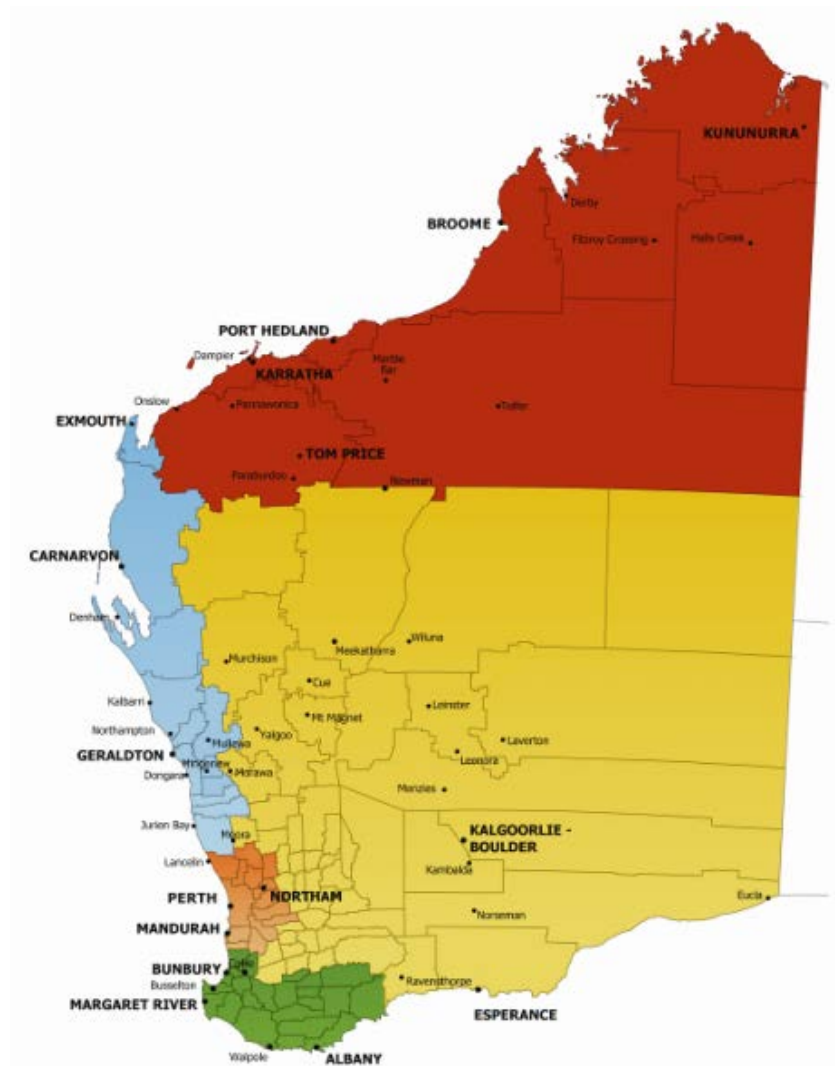 KUNUNURRA
Derby
BROOME
Fitzroy Crossing
Halls Creek
PORT HEDLAND
Dampier
Marble
Bar
KARRATHA
Onslow
Pannawonica
Telfer
EXMOUTH
TOM PRICE
Paraburdoo
Newman
CARNARVON
Denham
Wiluna
Meekatharra
Murchison
Cue
Kalbarri
Leinster
Mt Magnet
Northampton
Yalgoo
Mullewa
Laverton
GERALDTON
Leonora
Mingenew
Morawa
Dongara
Menzies
Jurien Bay
KALGOORLIE -
BOULDER
Moora
Lancelin
Kambalda
NORTHAM
Eucla
PERTH
Norseman
MANDURAH
BUNBURY
Collie
Ravensthorpe
Busselton
MARGARET RIVER
ESPERANCE
Walpole
ALBANY